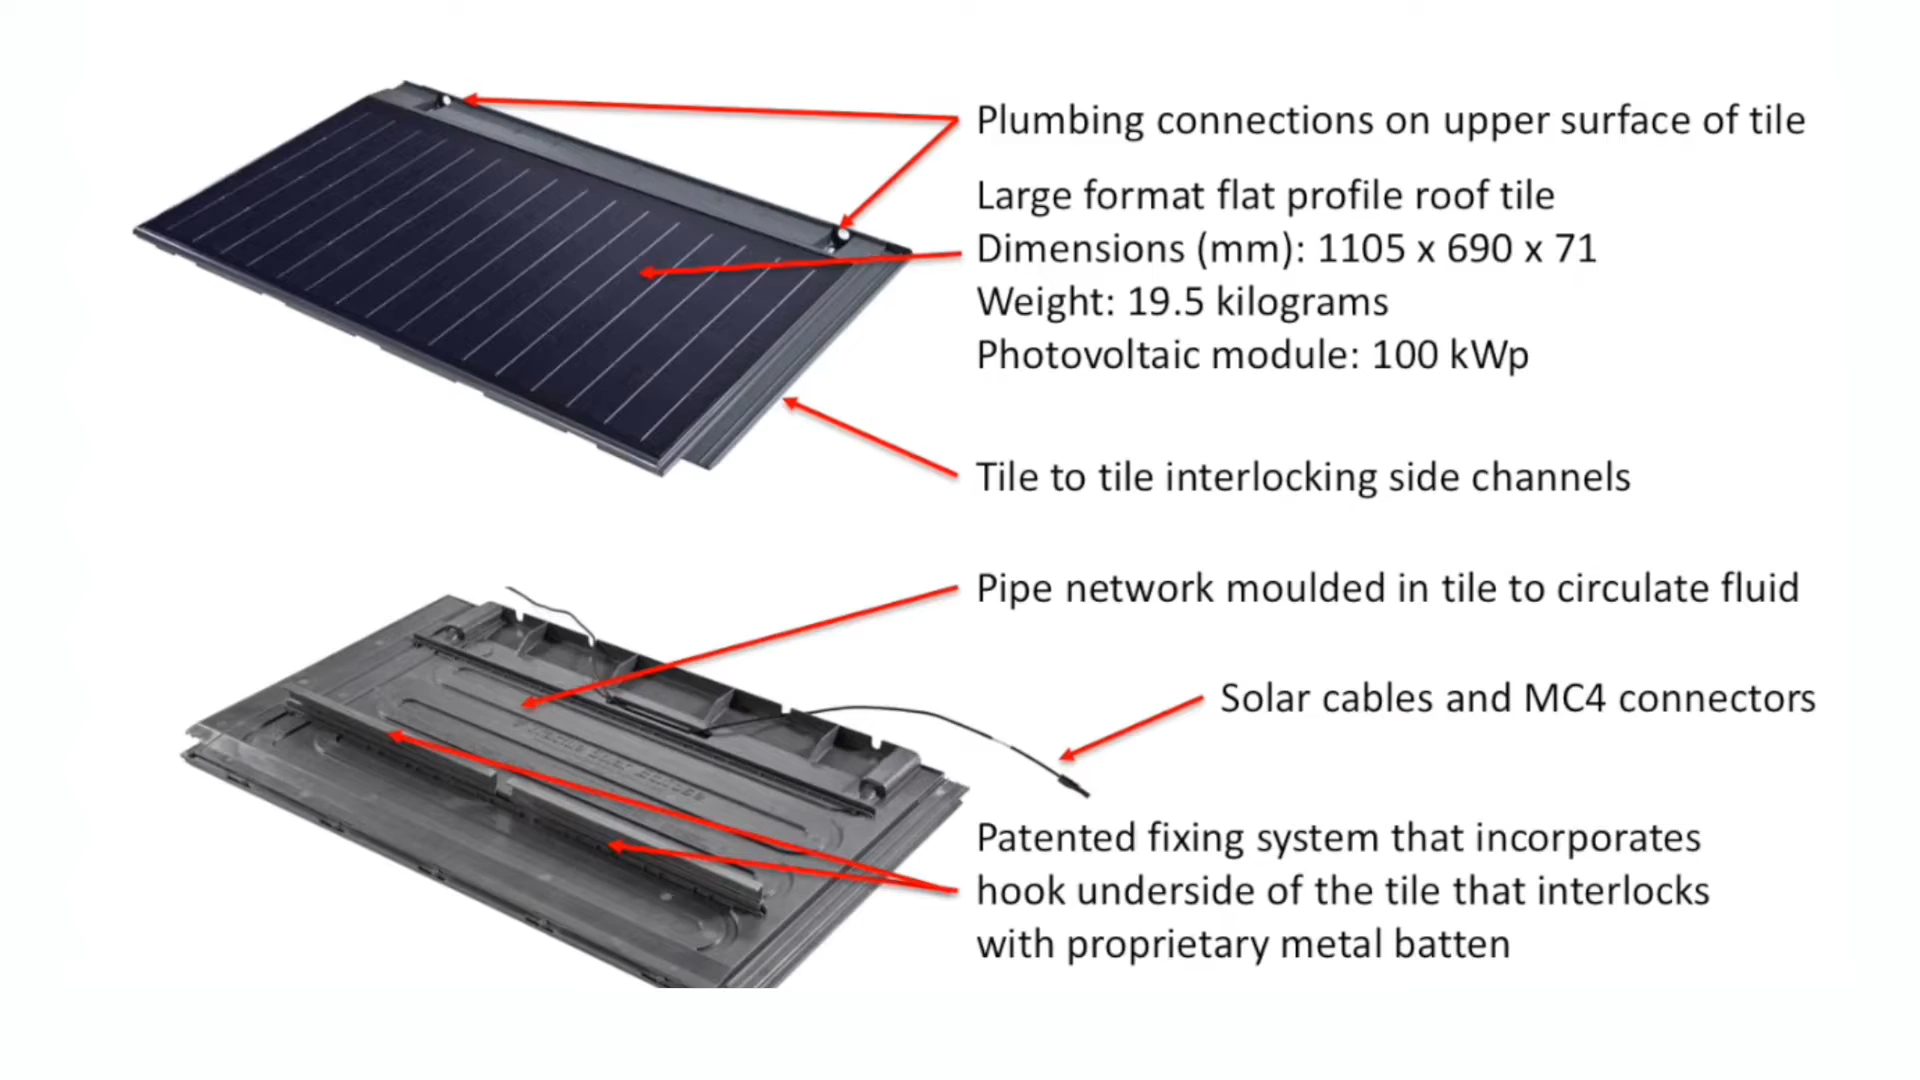 Plumbing connections on upper surface of tile
Large format flat profile roof tile
Dimensions (mm): 1105 x 690 x 71
Weight: 19.5 kilograms
Photovoltaic module: 100 kWp
Tile to tile interlocking side channels
Pipe network moulded in tile to circulate fluid
Solar cables and MC4 connectors
Patented fixing system that incorporates
hook underside of the tile that interlocks
with proprietary metal batten